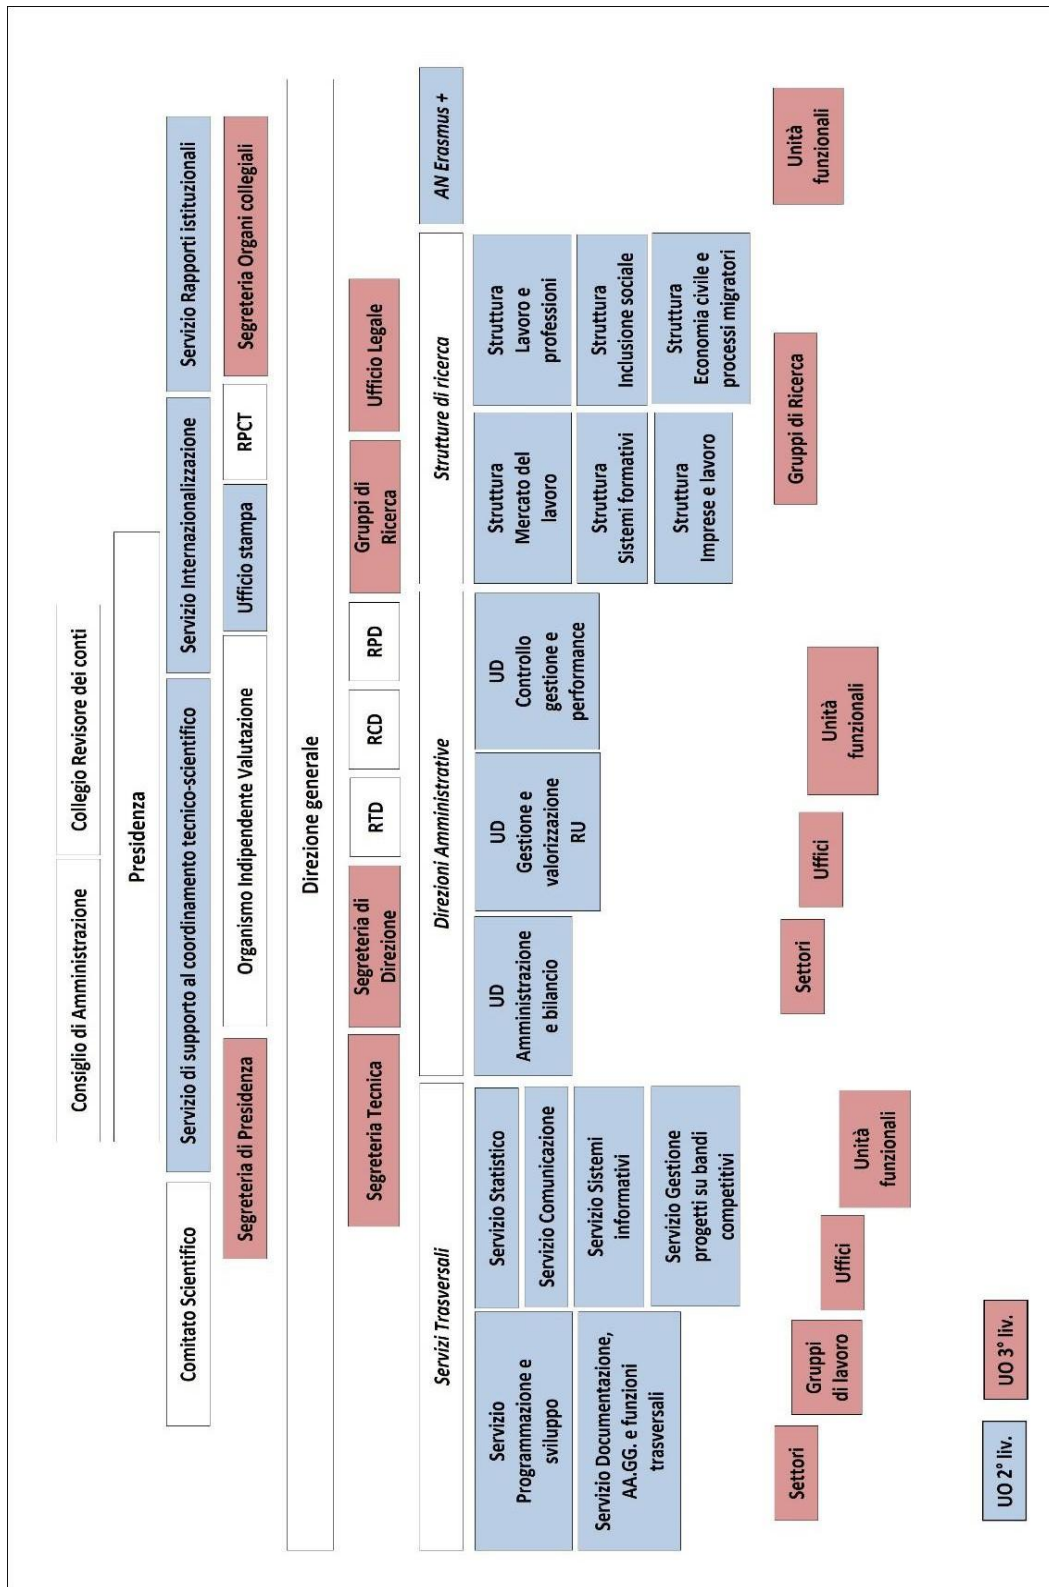 Consiglio di Amministrazione
Collegio Revisore dei conti
Presidenza
Comitato Scientifico
Servizio di supporto al coordinamento tecnico-scientifico
Servizio Internazionalizzazione
Servizio Rapporti istituzionali
Segreteria di Presidenza
Organismo Indipendente Valutazione
Ufficio stampa
RPCT
Segreteria Organi collegiali
Direzione generale
Segreteria Tecnica
Segreteria di
Direzione
RTD
RCD
RPD
Gruppi di
Ricerca
Ufficio Legale
Servizi Trasversali
Direzioni Amministrative
Strutture di ricerca
AN Erasmus +
Servizio
Programmazione e
sviluppo
Servizio Documentazione,
AA.GG. e funzioni
trasversali
Servizio Statistico
Servizio Comunicazione
Servizio Sistemi
informativi
Servizio Gestione
progetti su bandi
competitivi
UD
Amministrazione
e bilancio
UD
Gestione e
valorizzazione
RU
UD
Controllo
gestione e
performance
Struttura
Mercato del
lavoro
Struttura
Sistemi formativi
Struttura
Imprese e lavoro
Struttura
Lavoro e
professioni
Struttura
Inclusione sociale
Struttura
Economia civile e
processi migratori
Settori
Gruppi
di lavoro
Uffici
Unità
funzionali
Settori
Uffici
Unità
funzionali
Gruppi di Ricerca
Unità
funzionali
UO 2° liv.
UO 3° liv.